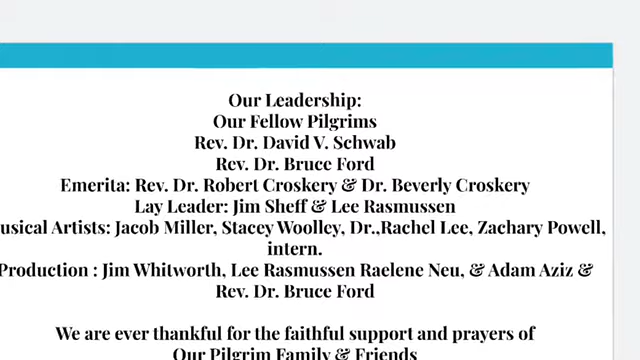 Our Leadership:
Our Fellow Pilgrims
Rev. Dr. David V. Schwab
Rev. Dr. Bruce Ford
Emerita: Rev. Dr. Robert Croskery & Dr. Beverly Croskery
Lay Leader: Jim Sheff & Lee Rasmussen
usical Artists: Jacob Miller, Stacey Woolley, Dr.,Rachel Lee, Zachary Powell,
intern.
Production : Jim Whitworth, Lee Rasmussen Raelene Neu, & Adam Aziz &
Rev. Dr. Bruce Ford
We are ever thankful for the faithful support and prayers of
Our Pilgrim Family & Friends